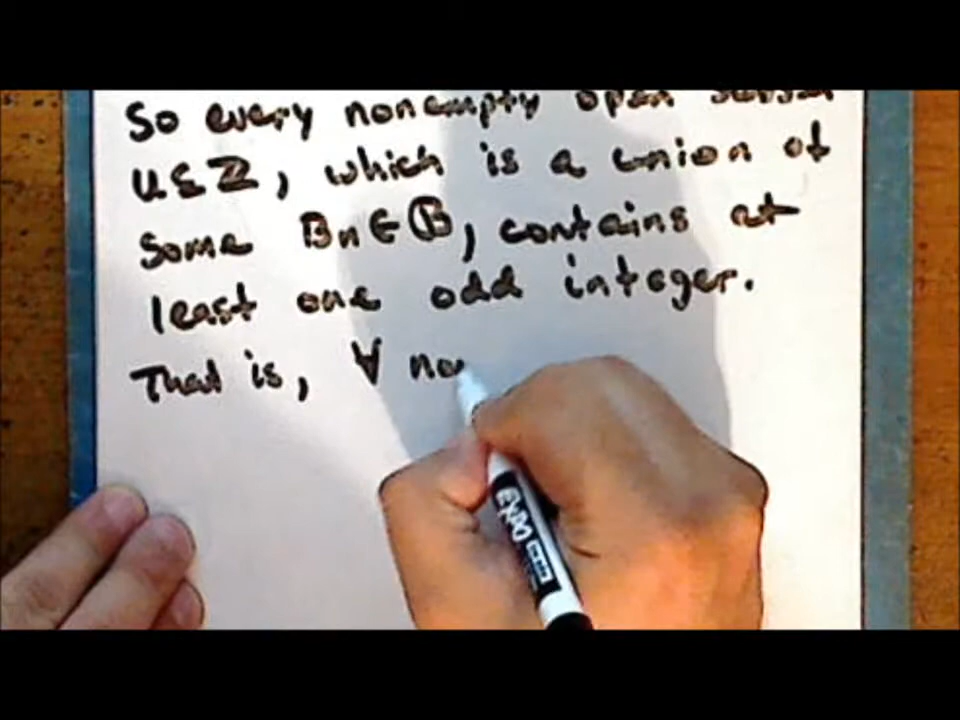 So every nonempty open subset
U⊆ℤ, which is a union of
some Bn∈𝔹, contains at
least one odd integer.
That is, ∀ no
EXPO